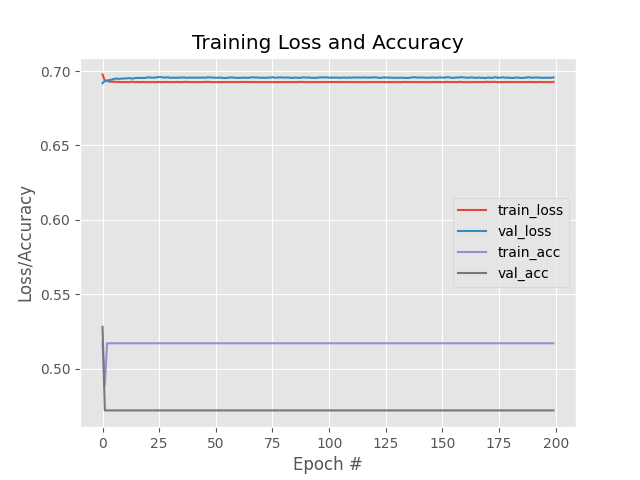 Training Loss and Accuracy
0.70
0.65
0.60
0.55
0.50
Loss/Accuracy
train_loss
val_loss
train_acc
val_acc
0 25 50 75 100 125 150 175 200
Epoch #